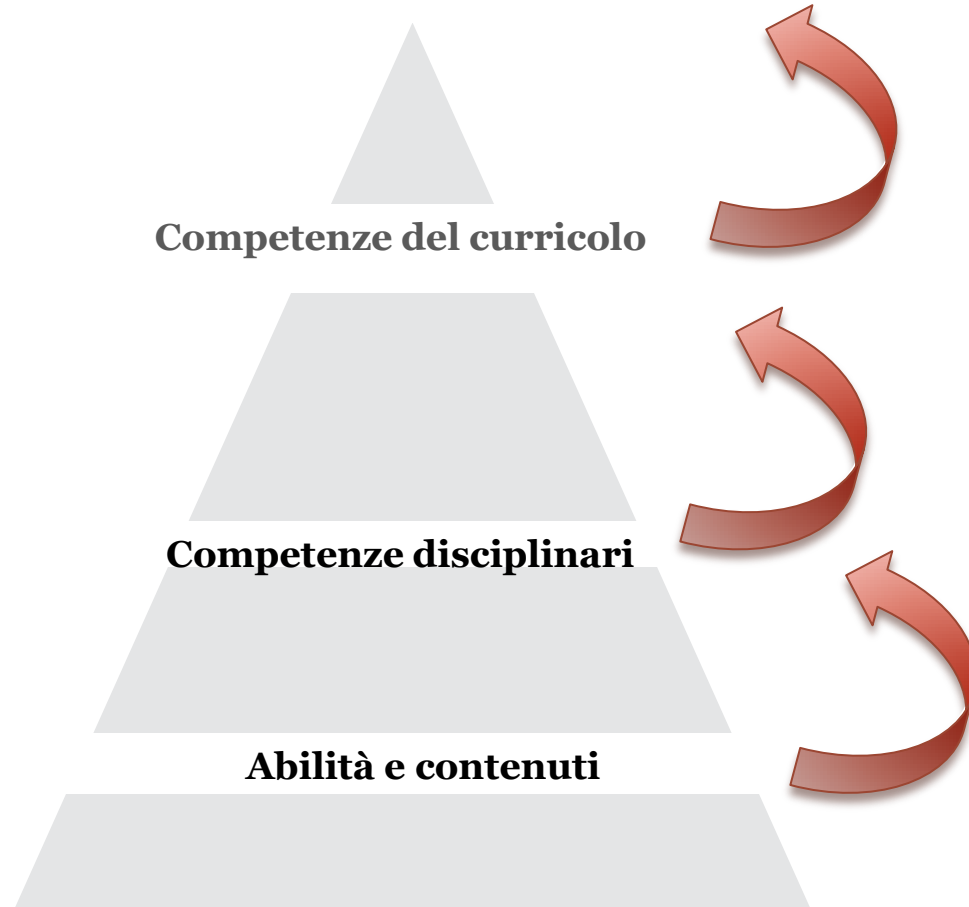 Competenze del curricolo
Competenze disciplinari
Abilità e contenuti